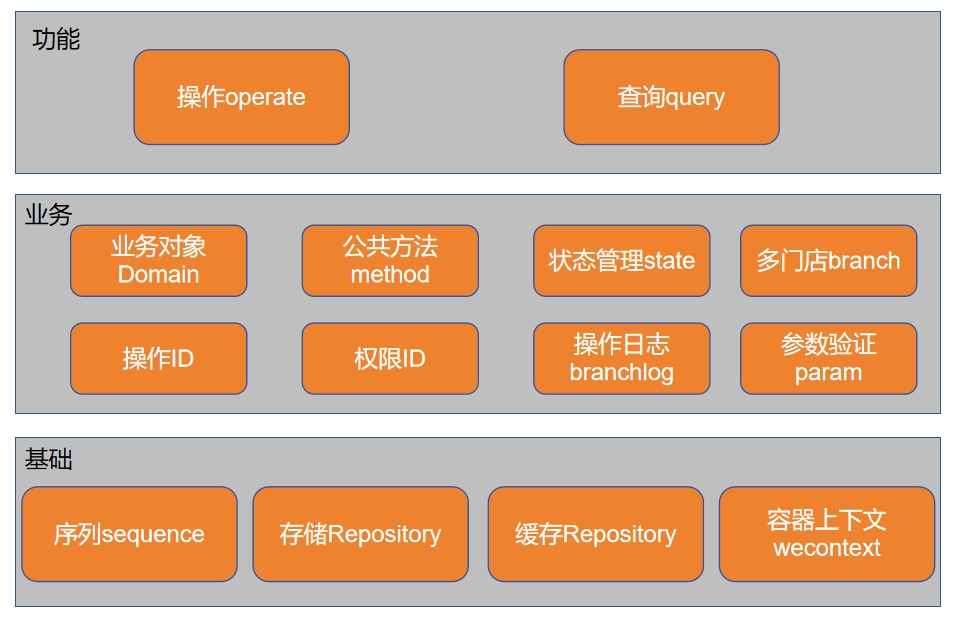 功能
操作operate
查询query
业务
业务对象
Domain
公共方法
method
状态管理state
多门店branch
操作ID
权限ID
操作日志
branchlog
参数验证
param
基础
序列sequence
存储Repository
缓存Repository
容器上下文
wecontext